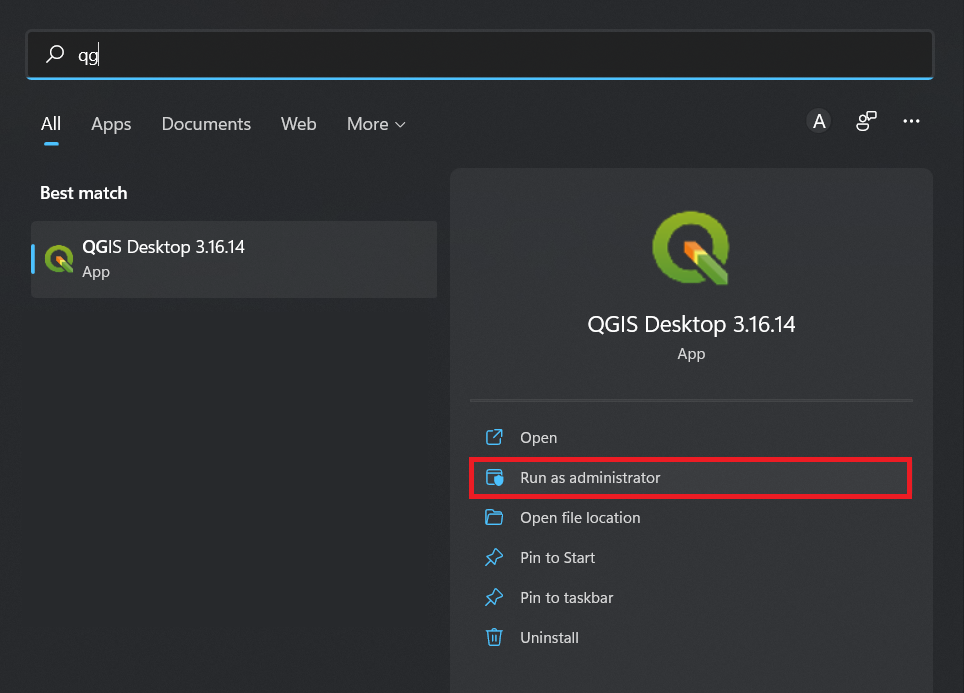 qg
All Apps Documents Web More
A
Best match
QGIS Desktop 3.16.14
App
QGIS Desktop 3.16.14
App
Open
Run as administrator
Open file location
Pin to Start
Pin to taskbar
Uninstall